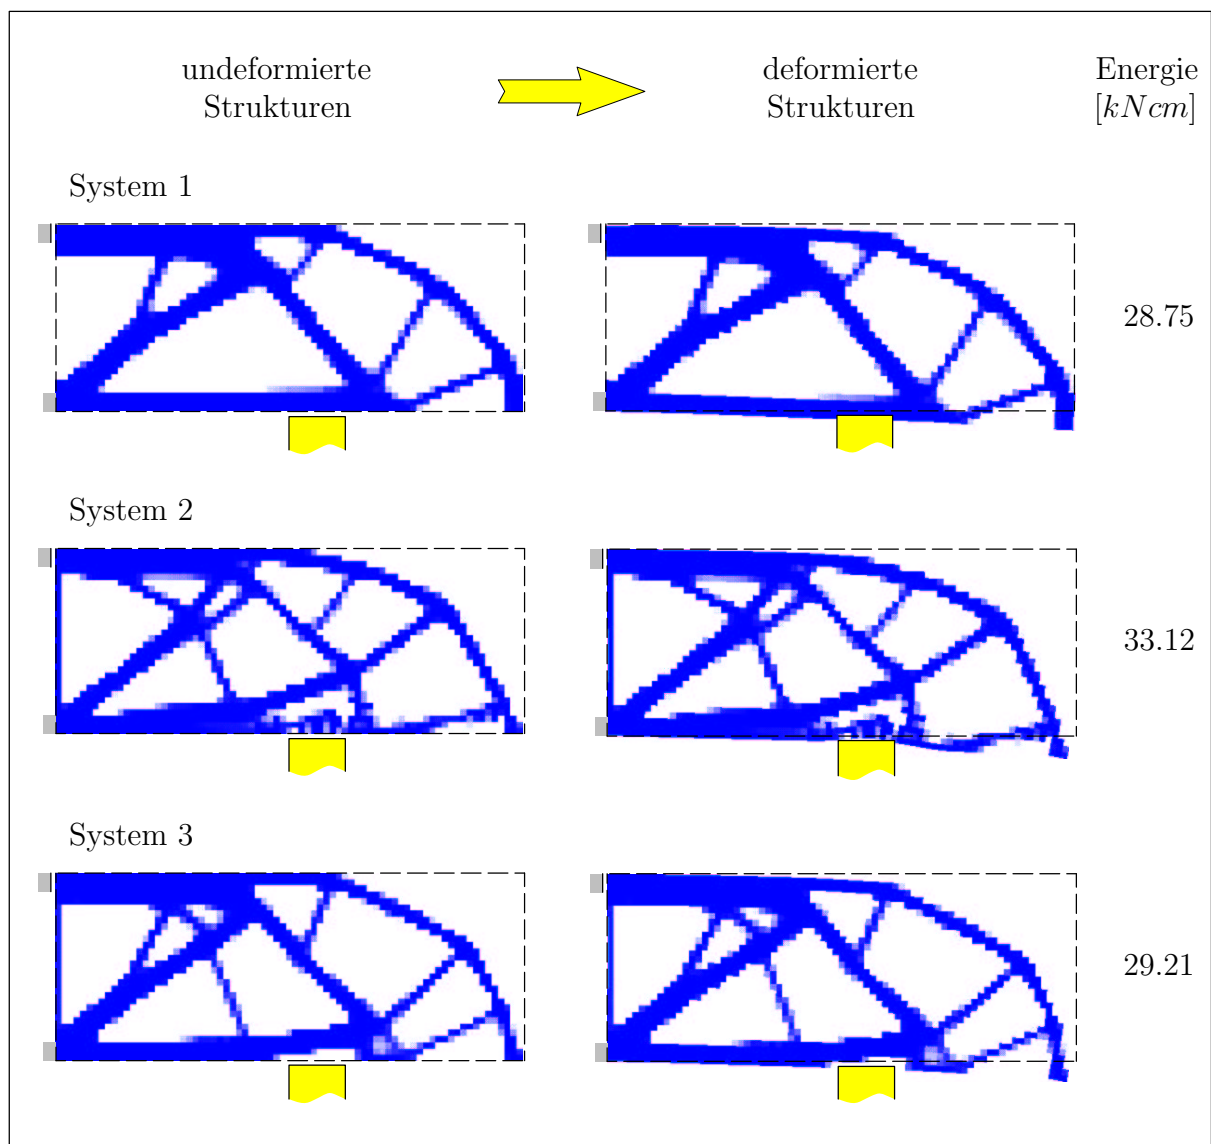 undeformierte
Strukturen
deformierte
Strukturen
Energie
[kNcm]
System 1
28.75
System 2
33.12
System 3
29.21